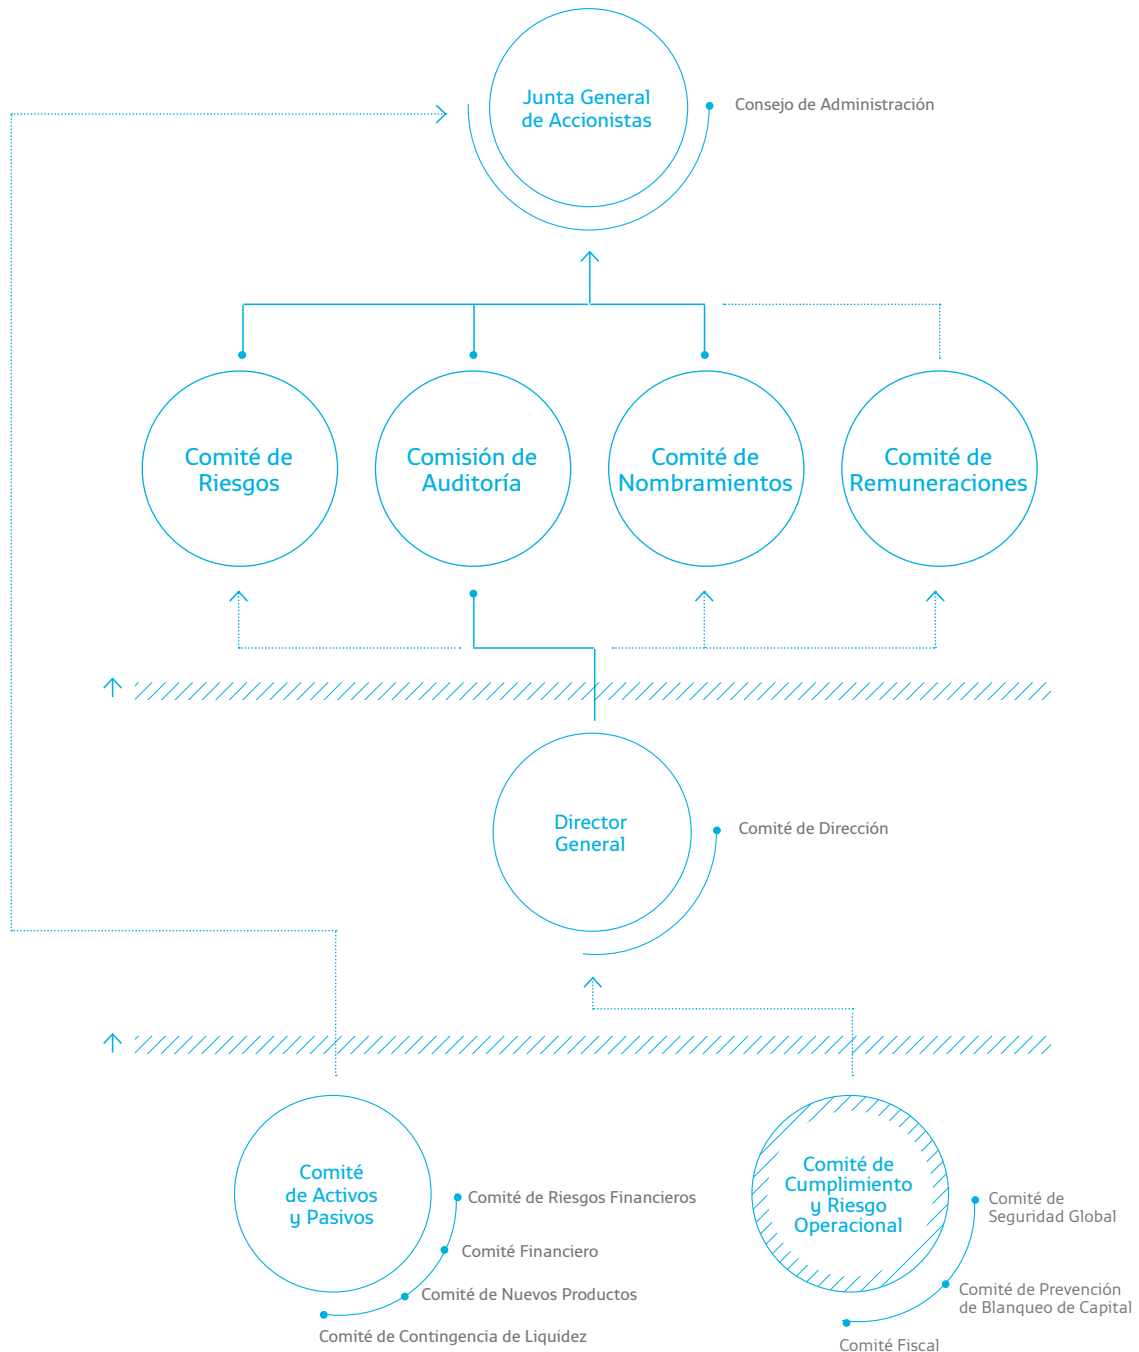 Junta General
de Accionistas
Consejo de Administración
Comité de
Riesgos
Comisión de
Auditoría
Comité de
Nombramientos
Comité de
Remuneraciones
Director
General
Comité de Dirección
Comité
de Activos
y Pasivos
Comité de Riesgos Financieros
Comité Financiero
Comité de Nuevos Productos
Comité de Contingencia de Liquidez
Comité de
Cumplimiento
y Riesgo
Operacional
Comité de
Seguridad Global
Comité de Prevención
de Blanqueo de Capital
Comité Fiscal